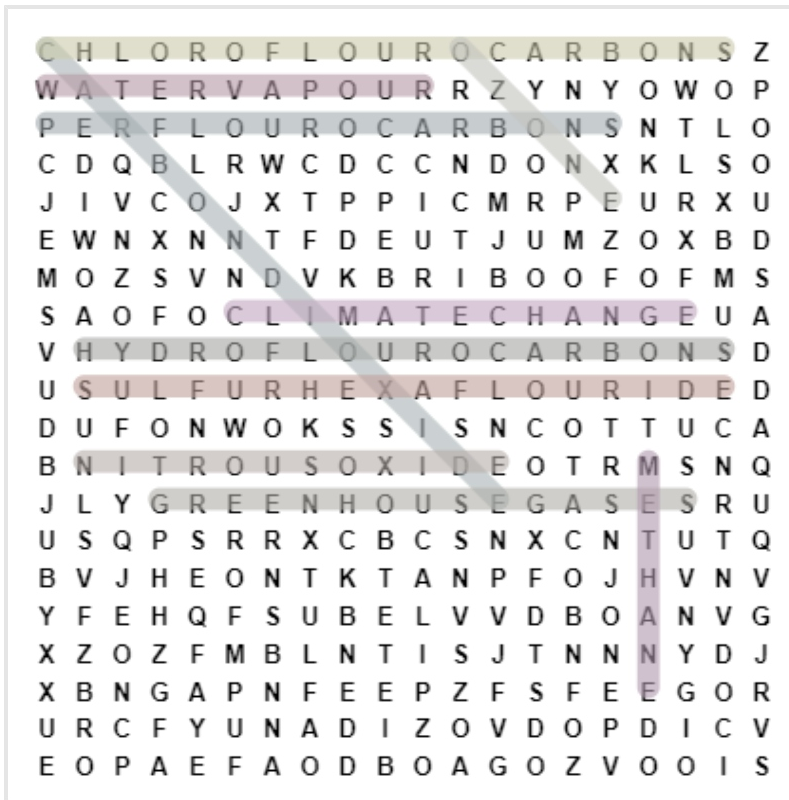 C H L O R O F L O U R O C A R B O N S Z
W A T E R V A P O U R R Z Y N Y O W O P
P E R F L O U R O C A R B O N S N T L O
C D Q B L R W C D C C N D O N X K L S O
J I V C O J X T P P I C M R P E U R X U
E W N X N N T F D E U T J U M Z O X B D
M O Z S V N D V K B R I B O O F O F M S
S A O F O C L I M A T E C H A N G E U A
V H Y D R O F L O U R O C A R B O N S D
U S U L F U R H E X A F L O U R I D E D
D U F O N W O K S S I S N C O T T U C A
B N I T R O U S O X I D E O T R M S N Q
J L Y G R E E N H O U S E G A S E S R U
U S Q P S R R X C B C S N X C N T U T Q
B V J H E O N T K T A N P F O J H V N V
Y F E H Q F S U B E L V V D B O A N V G
X Z O Z F M B L N T I S J T N N N Y D J
X B N G A P N F E E P Z F S F E E G O R
U R C F Y U N A D I Z O V D O P D I C V
E O P A E F A O D B O A G O Z V O O I S